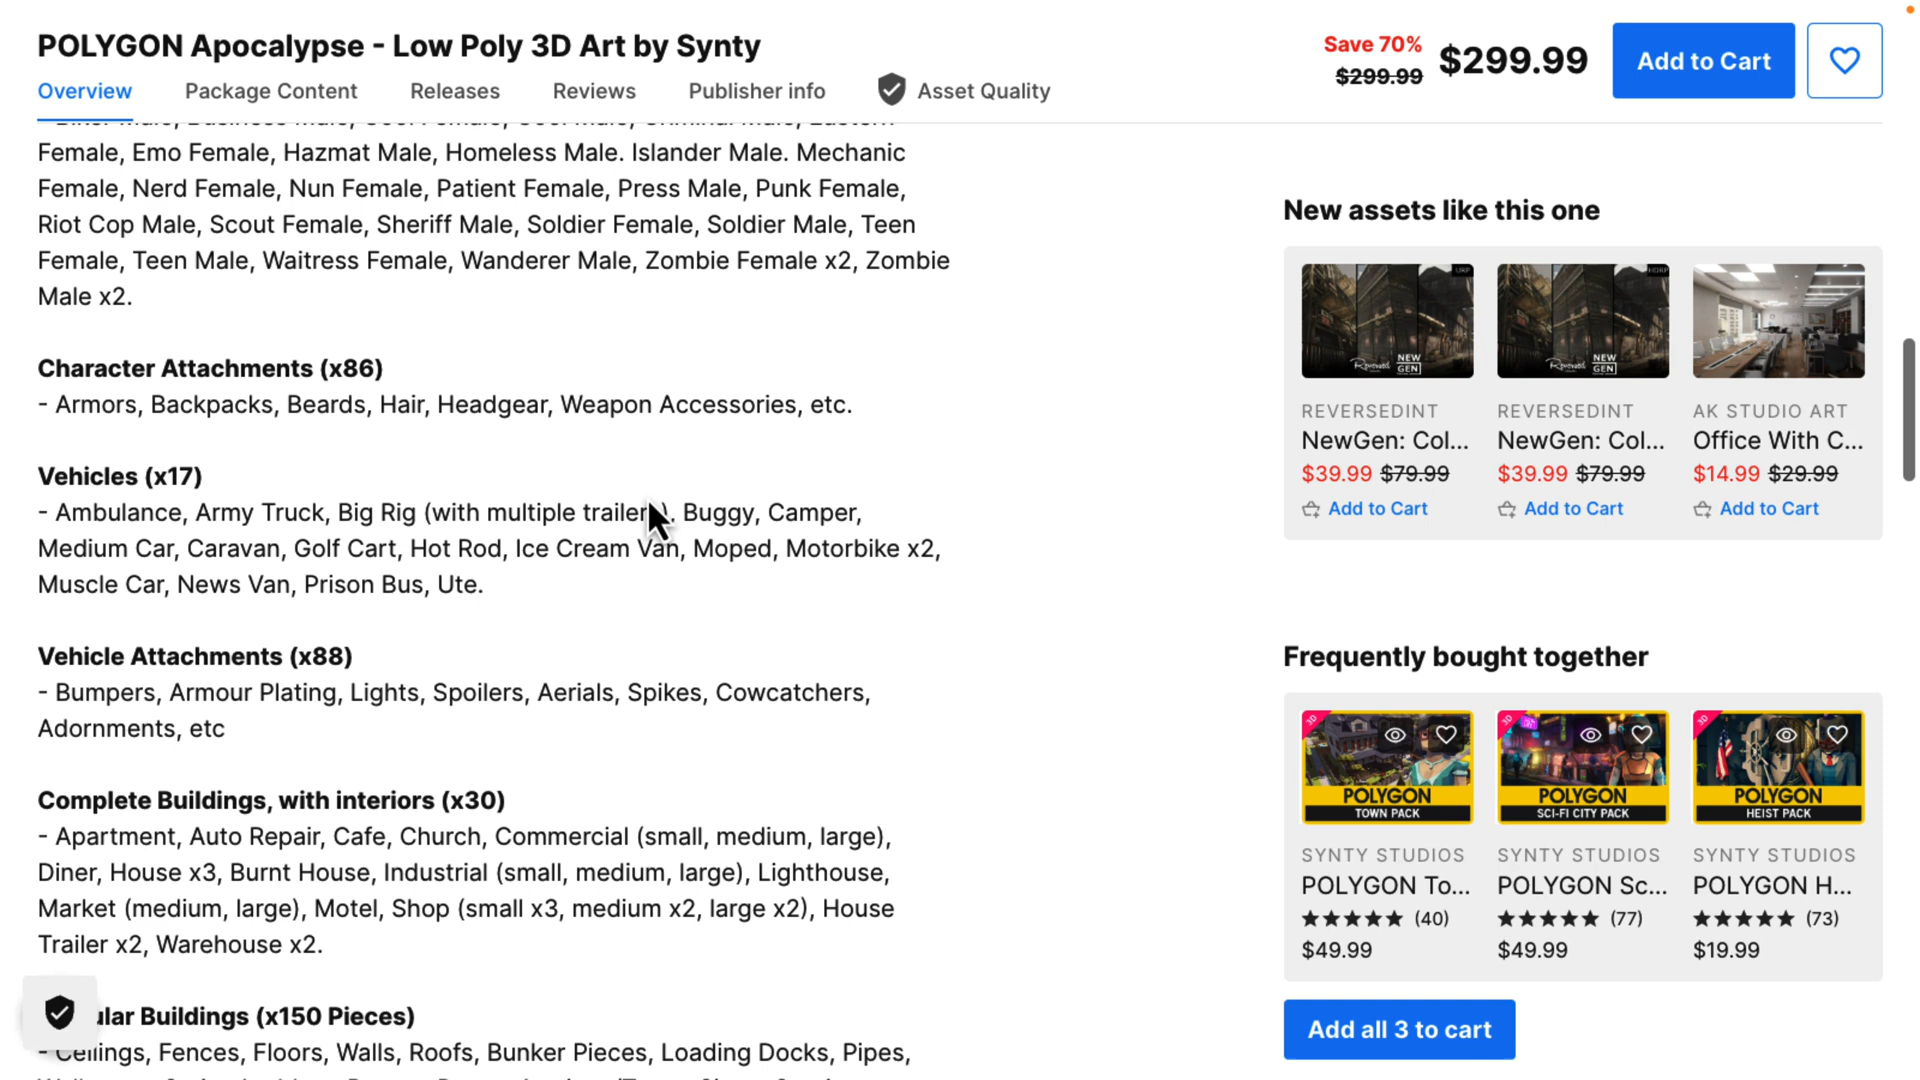 POLYGON Apocalypse - Low Poly 3D Art by Synty
Save 70%
$299.99
$299.99
Add to Cart
Overview
Package Content
Releases
Reviews
Publisher info
Asset Quality
Female, Emo Female, Hazmat Male, Homeless Male. Islander Male. Mechanic
Female, Nerd Female, Nun Female, Patient Female, Press Male, Punk Female,
Riot Cop Male, Scout Female, Sheriff Male, Soldier Female, Soldier Male, Teen
Female, Teen Male, Waitress Female, Wanderer Male, Zombie Female x2, Zombie
Male x2.
Character Attachments (x86)
- Armors, Backpacks, Beards, Hair, Headgear, Weapon Accessories, etc.
Vehicles (x17)
- Ambulance, Army Truck, Big Rig (with multiple trailer Buggy, Camper,
Medium Car, Caravan, Golf Cart, Hot Rod, Ice Cream Van, Moped, Motorbike x2,
Muscle Car, News Van, Prison Bus, Ute.
Vehicle Attachments (x88)
- Bumpers, Armour Plating, Lights, Spoilers, Aerials, Spikes, Cowcatchers,
Adornments, etc
Complete Buildings, with interiors (x30)
- Apartment, Auto Repair, Cafe, Church, Commercial (small, medium, large),
Diner, House x3, Burnt House, Industrial (small, medium, large), Lighthouse,
Market (medium, large), Motel, Shop (small x3, medium x2, large x2), House
Trailer x2, Warehouse x2.
ular Buildings (x150 Pieces)
- Ceilings, Fences, Floors, Walls, Roofs, Bunker Pieces, Loading Docks, Pipes,
New assets like this one
URP
NEW GEN
REVERSEDINT
NewGen: Col...
$39.99 $79.99
Add to Cart
HDRP
NEW GEN
REVERSEDINT
NewGen: Col...
$39.99 $79.99
Add to Cart
AK STUDIO ART
Office With C...
$14.99 $29.99
Add to Cart
Frequently bought together
3D
POLYGON
TOWN PACK
SYNTY STUDIOS
POLYGON To...
(40)
$49.99
3D
POLYGON
SCI-FI CITY PACK
SYNTY STUDIOS
POLYGON Sc...
(77)
$49.99
3D
POLYGON
HEIST PACK
SYNTY STUDIOS
POLYGON H...
(73)
$19.99
Add all 3 to cart